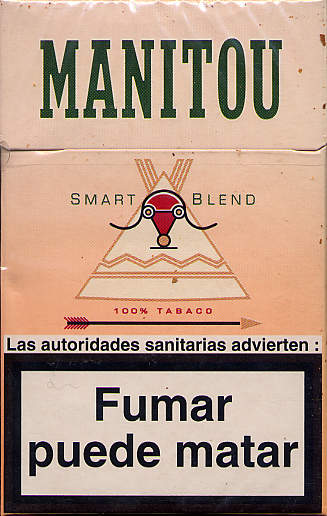 MANITOU
SMART BLEND
100% TABACO
Las autoridades sanitarias advierten :
Fumar
puede matar